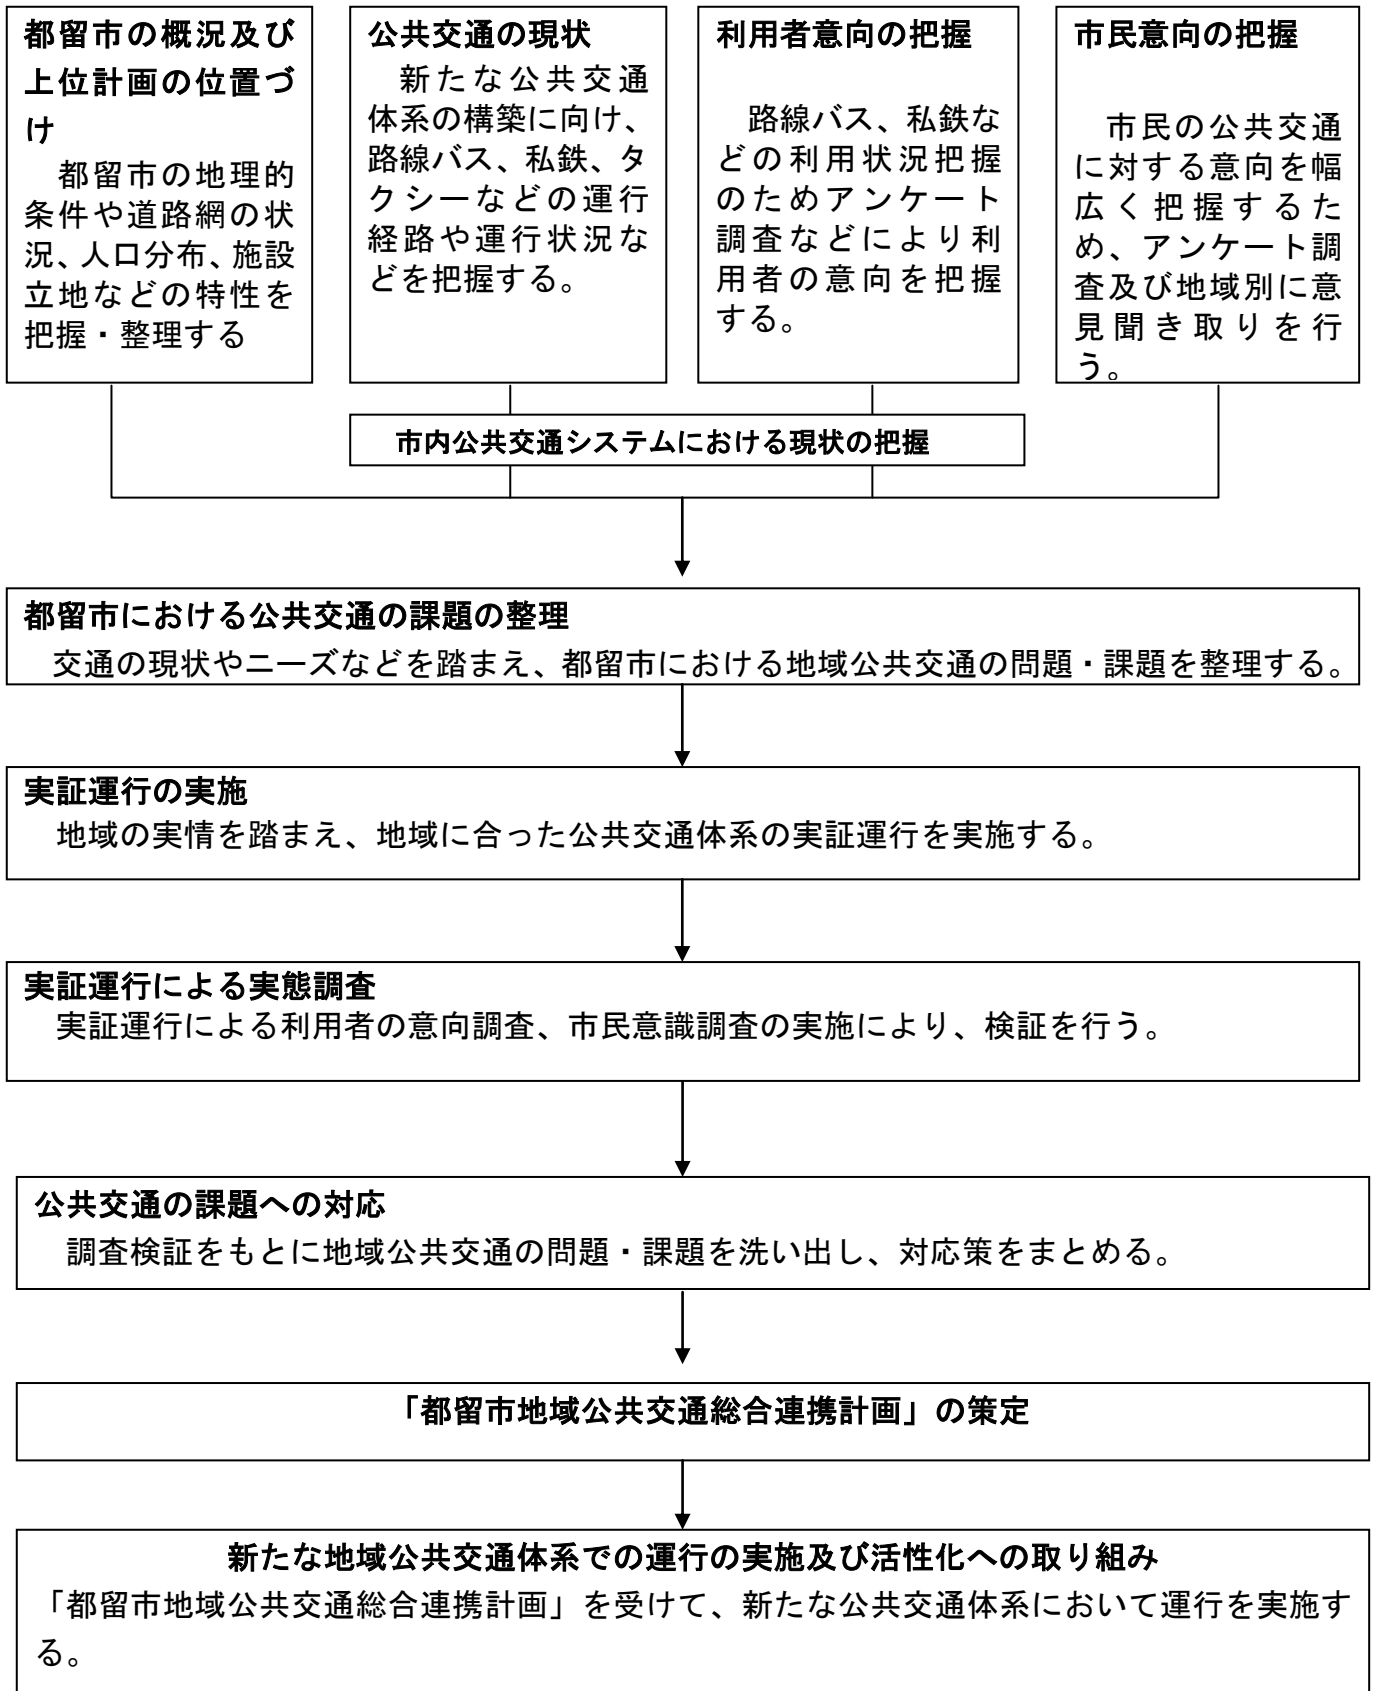 都留市の概況及び
上位計画の位置づ
け
都留市の地理的
条件や道路網の状
況、人口分布、施設
立地などの特性を
把握・整理する
公共交通の現状
新たな公共交通
体系の構築に向け、
路線バス、私鉄、タ
クシーなどの運行
経路や運行状況な
どを把握する。
利用者意向の把握
路線バス、私鉄な
どの利用状況把握
のためアンケート
調査などにより利
用者の意向を把握
する。
市民意向の把握
市民の公共交通
に対する意向を幅
広く把握するた
め、アンケート調
査及び地域別に意
見聞き取りを行
う。
市内公共交通システムにおける現状の把握
都留市における公共交通の課題の整理
交通の現状やニーズなどを踏まえ、都留市における地域公共交通の問題・課題を整理する。
実証運行の実施
地域の実情を踏まえ、地域に合った公共交通体系の実証運行を実施する。
実証運行による実態調査
実証運行による利用者の意向調査、市民意識調査の実施により、検証を行う。
公共交通の課題への対応
調査検証をもとに地域公共交通の問題・課題を洗い出し、対応策をまとめる。
「都留市地域公共交通総合連携計画」の策定
新たな地域公共交通体系での運行の実施及び活性化への取り組み
「都留市地域公共交通総合連携計画」を受けて、新たな公共交通体系において運行を実施す
る。